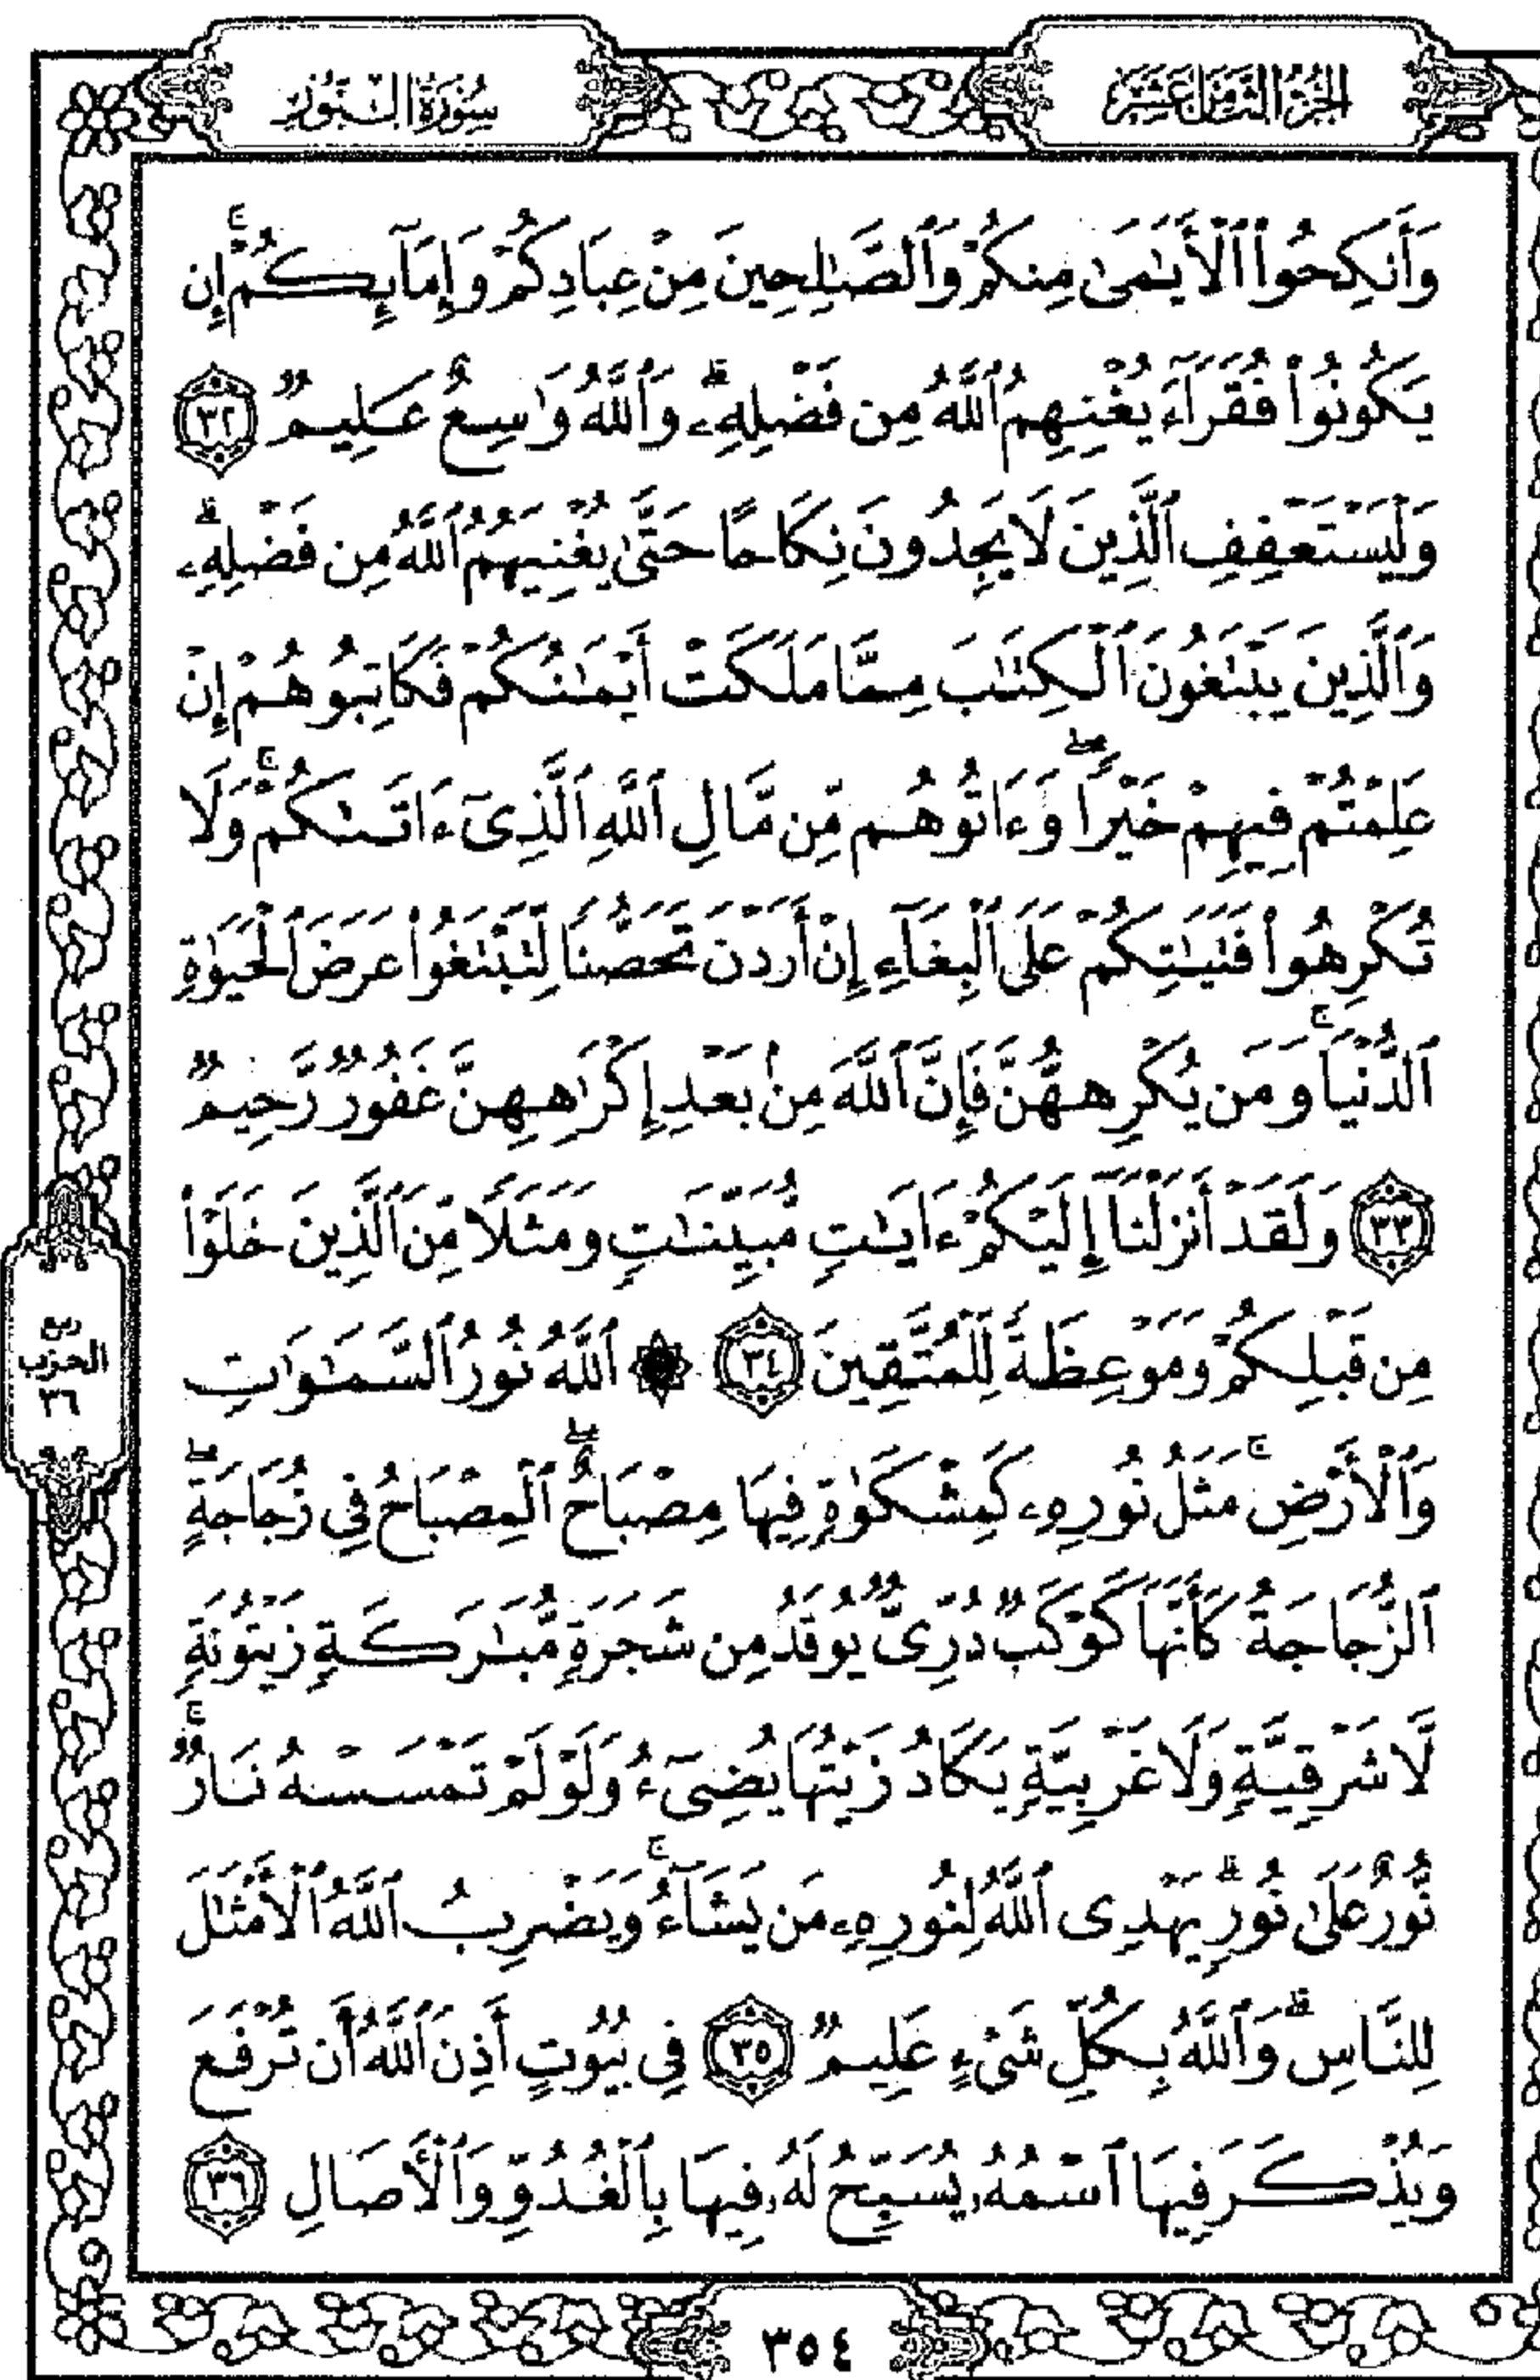 الجزء الثامن عشر
سورة النور
وَأَنكِحُوا۟ ٱلْأَيَـٰمَىٰ مِنكُمْ وَٱلصَّـٰلِحِينَ مِنْ عِبَادِكُمْ وَإِمَآئِكُمْ ۚ إِن
يَكُونُوا۟ فُقَرَآءَ يُغْنِهِمُ ٱللَّهُ مِن فَضْلِهِۦ ۗ وَٱللَّهُ وَٰسِعٌ عَلِيمٌ ٣٢
وَلْيَسْتَعْفِفِ ٱلَّذِينَ لَا يَجِدُونَ نِكَاحًا حَتَّىٰ يُغْنِيَهُمُ ٱللَّهُ مِن فَضْلِهِۦ ۗ
وَٱلَّذِينَ يَبْتَغُونَ ٱلْكِتَـٰبَ مِمَّا مَلَكَتْ أَيْمَـٰنُكُمْ فَكَاتِبُوهُمْ إِنْ
عَلِمْتُمْ فِيهِمْ خَيْرًا ۖ وَءَاتُوهُم مِّن مَّالِ ٱللَّهِ ٱلَّذِىٓ ءَاتَىٰكُمْ ۚ وَلَا
تُكْرِهُوا۟ فَتَيَـٰتِكُمْ عَلَى ٱلْبِغَآءِ إِنْ أَرَدْنَ تَحَصُّنًا لِّتَبْتَغُوا۟ عَرَضَ ٱلْحَيَوٰةِ
ٱلدُّنْيَا ۚ وَمَن يُكْرِههُّنَّ فَإِنَّ ٱللَّهَ مِنۢ بَعْدِ إِكْرَٰهِهِنَّ غَفُورٌ رَّحِيمٌ
٣٣ وَلَقَدْ أَنزَلْنَآ إِلَيْكُمْ ءَايَـٰتٍ مُّبَيِّنَـٰتٍ وَمَثَلًا مِّنَ ٱلَّذِينَ خَلَوْا۟
مِن قَبْلِكُمْ وَمَوْعِظَةً لِّلْمُتَّقِينَ ٣٤ ۞ ٱللَّهُ نُورُ ٱلسَّمَـٰوَٰتِ
وَٱلْأَرْضِ ۚ مَثَلُ نُورِهِۦ كَمِشْكَوٰةٍ فِيهَا مِصْبَاحٌ ۖ ٱلْمِصْبَاحُ فِى زُجَاجَةٍ ۖ
ٱلزُّجَاجَةُ كَأَنَّهَا كَوْكَبٌ دُرِّىٌّ يُوقَدُ مِن شَجَرَةٍ مُّبَـٰرَكَةٍ زَيْتُونَةٍ
لَّا شَرْقِيَّةٍ وَلَا غَرْبِيَّةٍ يَكَادُ زَيْتُهَا يُضِىٓءُ وَلَوْ لَمْ تَمْسَسْهُ نَارٌ ۚ
نُّورٌ عَلَىٰ نُورٍ ۗ يَهْدِى ٱللَّهُ لِنُورِهِۦ مَن يَشَآءُ ۚ وَيَضْرِبُ ٱللَّهُ ٱلْأَمْثَـٰلَ
لِلنَّاسِ ۗ وَٱللَّهُ بِكُلِّ شَىْءٍ عَلِيمٌ ٣٥ فِى بُيُوتٍ أَذِنَ ٱللَّهُ أَن تُرْفَعَ
وَيُذْكَرَ فِيهَا ٱسْمُهُۥ يُسَبِّحُ لَهُۥ فِيهَا بِٱلْغُدُوِّ وَٱلْـَٔاصَالِ ٣٦
ربع
الحزب
٣٦
٣٥٤